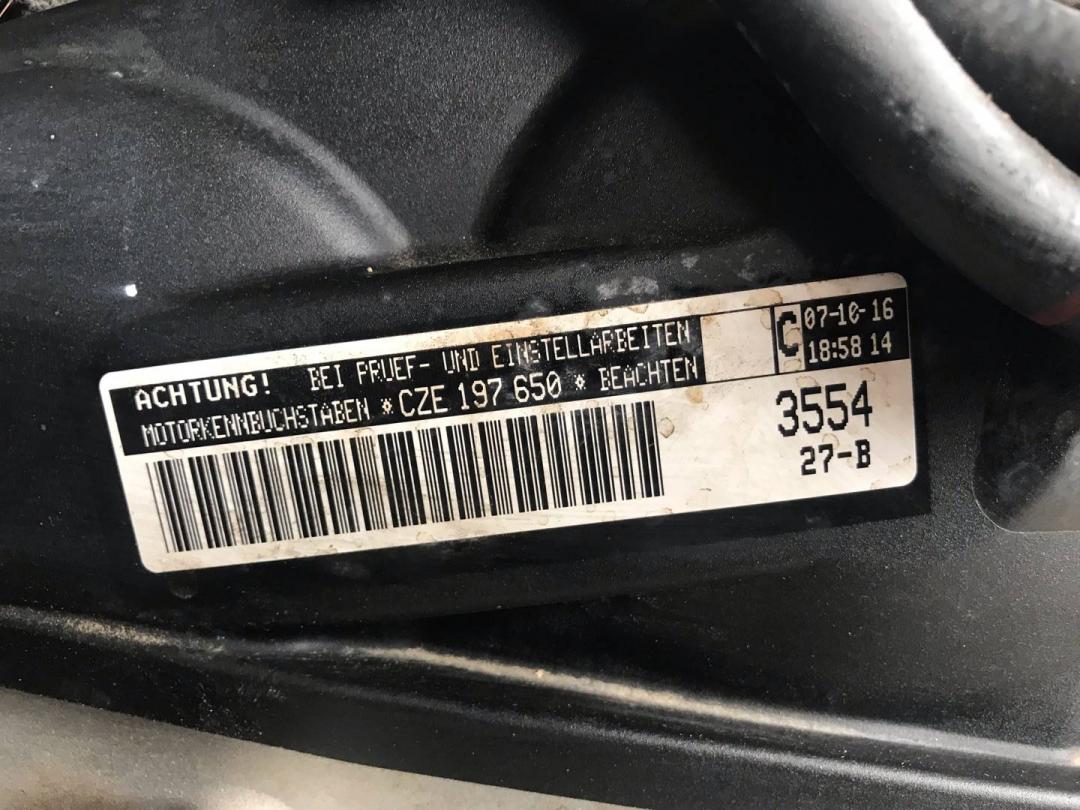 ACHTUNG! BEI PRUEF- UND EINSTELLARBEITEN
MOTORKENNBUCHSTABEN * CZE 197 650 * BEACHTEN
C
07-10-16
18:58 14
3554
27-B